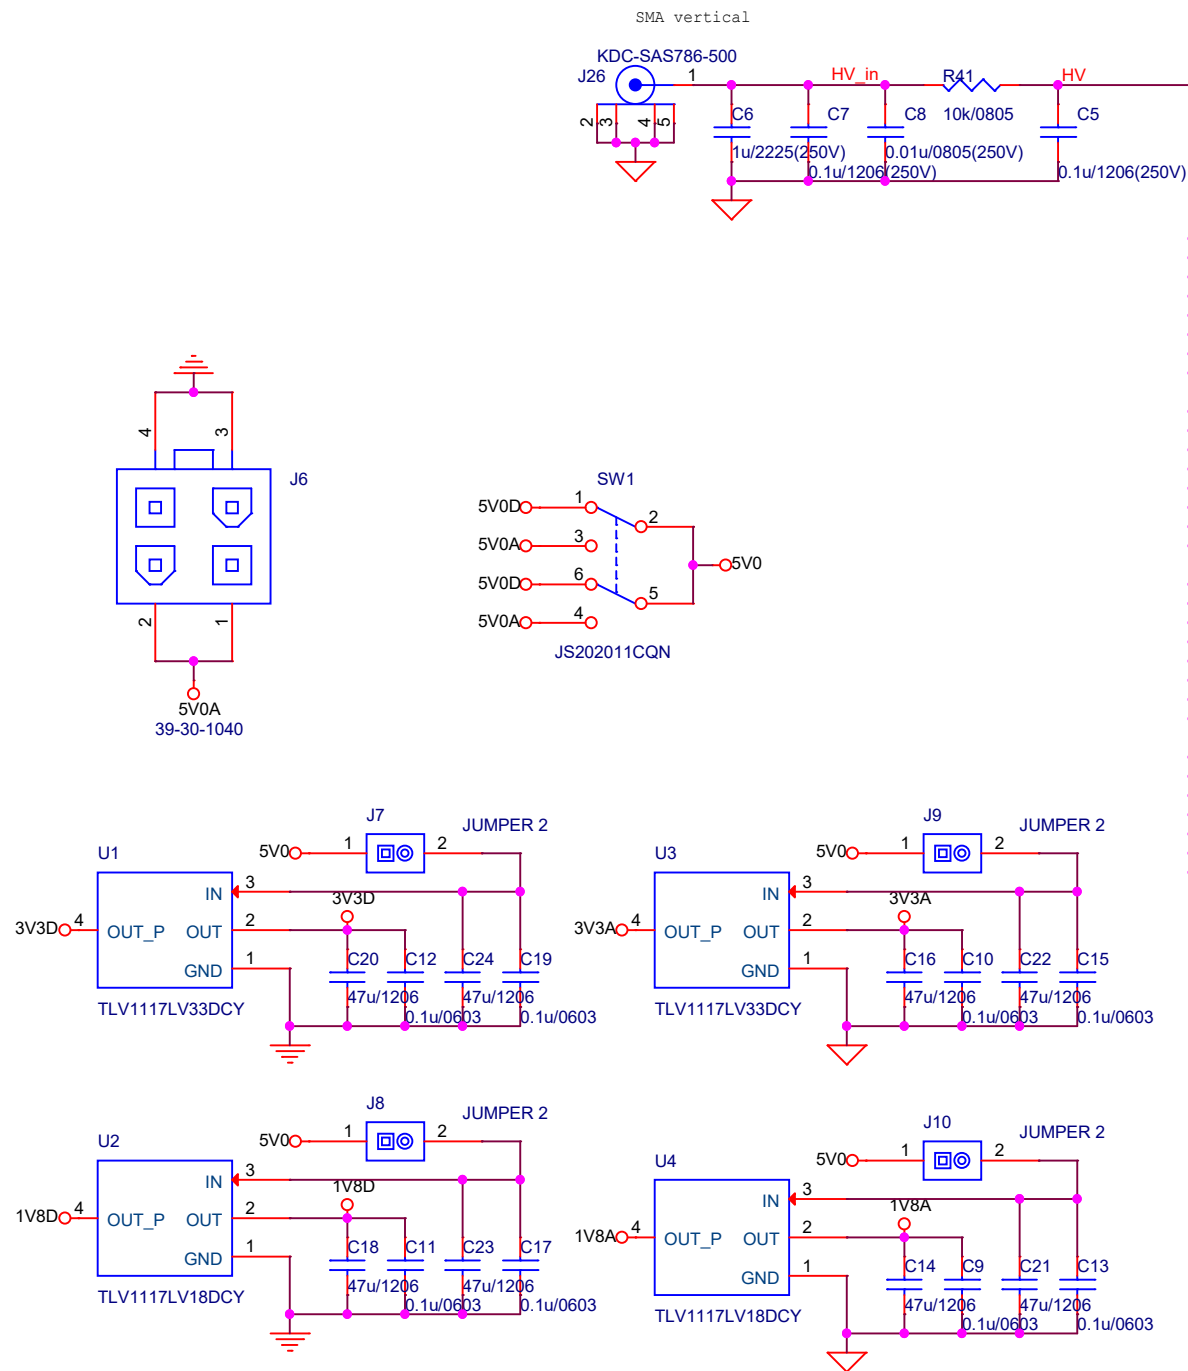 SMA vertical
KDC-SAS786-500
J26
1
HV_in
R41
HV
2
3
4
5
C6
C7
C8
10k/0805
C5
1u/2225(250V)
0.01u/0805(250V)
0.1u/1206(250V)
0.1u/1206(250V)
4
3
J6
2
1
5V0A
39-30-1040
SW1
5V0D
1
2
5V0A
3
5V0D
6
5V0
5
5V0A
4
JS202011CQN
J7
JUMPER 2
U1
5V0
1
2
IN
3
3V3D
3V3D
4
OUT_P
OUT
2
GND
1
C20
C12
C24
C19
47u/1206
47u/1206
TLV1117LV33DCY
0.1u/0603
0.1u/0603
J9
JUMPER 2
U3
5V0
1
2
IN
3
3V3A
3V3A
4
OUT_P
OUT
2
GND
1
C16
C10
C22
C15
47u/1206
47u/1206
TLV1117LV33DCY
0.1u/0603
0.1u/0603
J8
JUMPER 2
U2
5V0
1
2
IN
3
1V8D
1V8D
4
OUT_P
OUT
2
GND
1
C18
C11
C23
C17
47u/1206
47u/1206
TLV1117LV18DCY
0.1u/0603
0.1u/0603
J10
JUMPER 2
U4
5V0
1
2
IN
3
1V8A
1V8A
4
OUT_P
OUT
2
GND
1
C14
C9
C21
C13
47u/1206
47u/1206
TLV1117LV18DCY
0.1u/0603
0.1u/0603